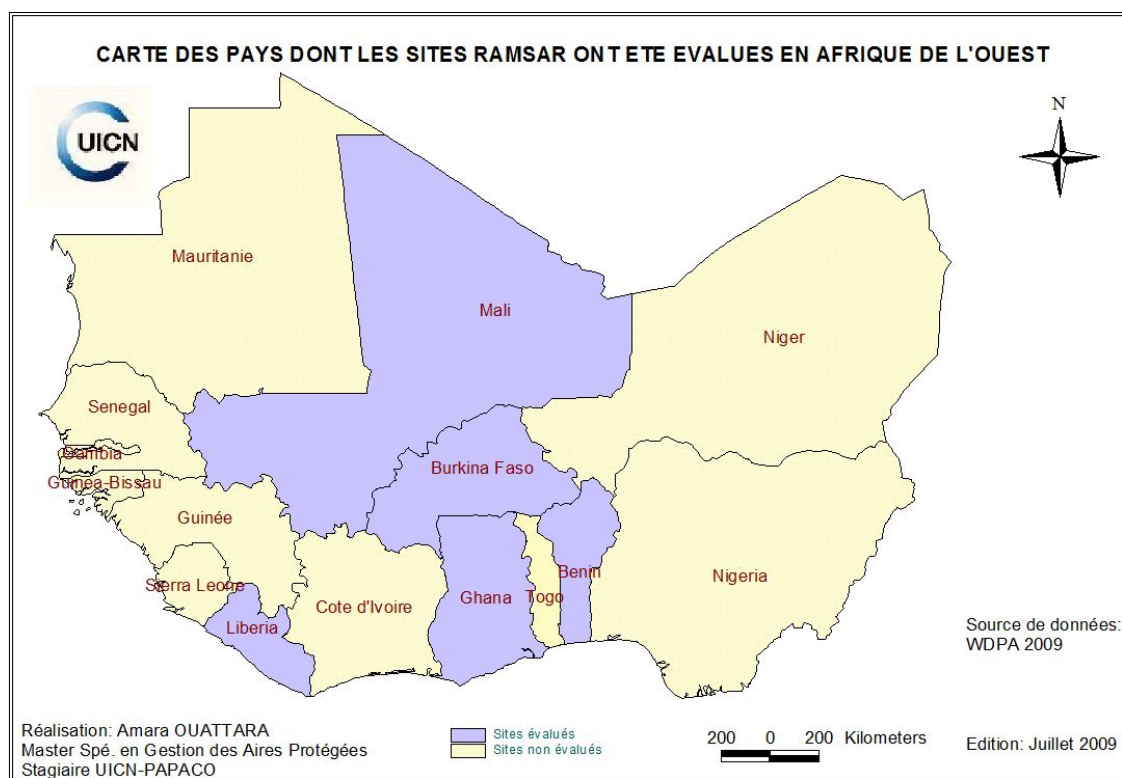 CARTE DES PAYS DONT LES SITES RAMSAR ONT ETE EVALUES EN AFRIQUE DE L'OUEST
UICN
N
Mauritanie
Mali
Niger
Senegal
Gambia
Burkina Faso
Guinea-Bissau
Guinée
Sierra Leone
Cote d'Ivoire
Ghana
Togo
Benin
Nigeria
Liberia
Source de données:
WDPA 2009
Réalisation: Amara OUATTARA
Master Spé. en Gestion des Aires Protégées
Stagiaire UICN-PAPACO
Sites évalués
Sites non évalués
200 0 200 Kilometers
Edition: Juillet 2009